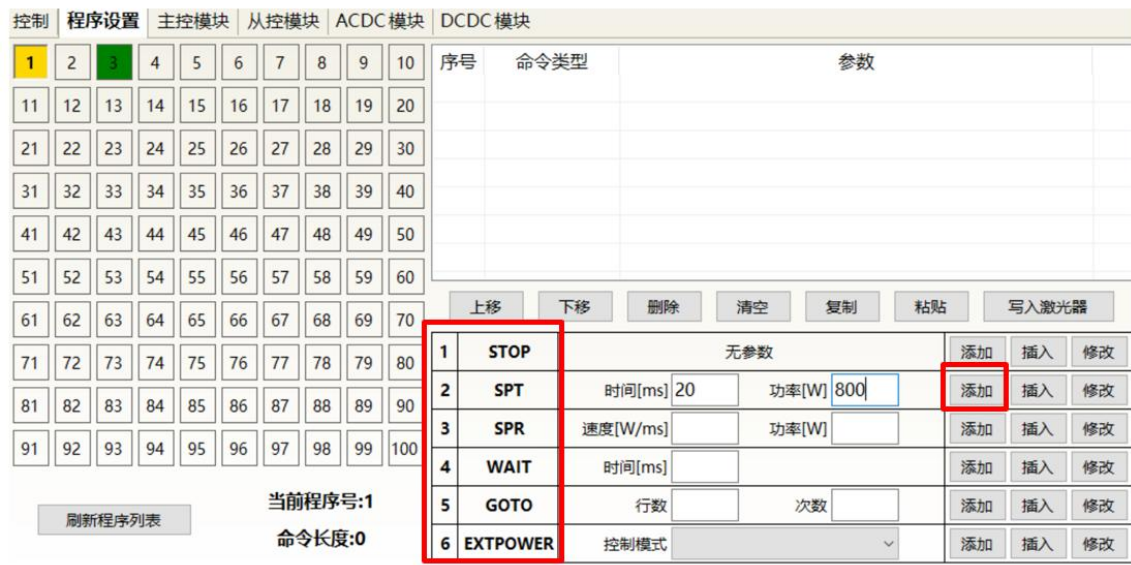 控制 程序设置 主控模块 从控模块 ACDC模块 DCDC模块
1 2 3 4 5 6 7 8 9 10
11 12 13 14 15 16 17 18 19 20
21 22 23 24 25 26 27 28 29 30
31 32 33 34 35 36 37 38 39 40
41 42 43 44 45 46 47 48 49 50
51 52 53 54 55 56 57 58 59 60
61 62 63 64 65 66 67 68 69 70
71 72 73 74 75 76 77 78 79 80
81 82 83 84 85 86 87 88 89 90
91 92 93 94 95 96 97 98 99 100
刷新程序列表
当前程序号:1
命令长度:0
序号 命令类型 参数
上移 下移 删除 清空 复制 粘贴 写入激光器
1 STOP 无参数 添加 插入 修改
2 SPT 时间[ms] 20 功率[W] 800 添加 插入 修改
3 SPR 速度[W/ms] 功率[W] 添加 插入 修改
4 WAIT 时间[ms] 添加 插入 修改
5 GOTO 行数 次数 添加 插入 修改
6 EXTPOWER 控制模式 添加 插入 修改